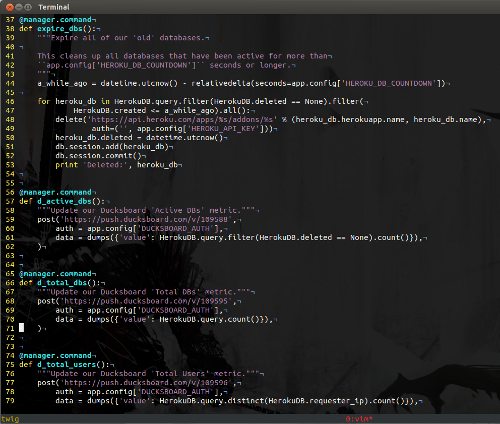 Terminal
37 @manager.command¬
38 def expire_dbs():¬
39 """Expire all of our 'old' databases.¬
40 ¬
41 This cleans up all databases that have been active for more than¬
42 ``app.config['HEROKU_DB_COUNTDOWN']`` seconds or longer.¬
43 """¬
44 a_while_ago = datetime.utcnow() - relativedelta(seconds=app.config['HEROKU_DB_COUNTDOWN'])¬
45 ¬
46 for heroku_db in HerokuDB.query.filter(HerokuDB.deleted == None).filter(¬
47 HerokuDB.created <= a_while_ago).all():¬
48 delete('https://api.heroku.com/apps/%s/addons/%s' % (heroku_db.herokuapp.name, heroku_db.name),¬
49 auth=('', app.config['HEROKU_API_KEY']))¬
50 heroku_db.deleted = datetime.utcnow()¬
51 db.session.add(heroku_db)¬
52 db.session.commit()¬
53 print 'Deleted:', heroku_db¬
54 ¬
55 ¬
56 @manager.command¬
57 def d_active_dbs():¬
58 """Update our Ducksboard 'Active DBs' metric."""¬
59 post('https://push.ducksboard.com/v/109588',¬
60 auth = app.config['DUCKSBOARD_AUTH'],¬
61 data = dumps({'value': HerokuDB.query.filter(HerokuDB.deleted == None).count()}),¬
62 )¬
63 ¬
64 ¬
65 @manager.command¬
66 def d_total_dbs():¬
67 """Update our Ducksboard 'Total DBs' metric."""¬
68 post('https://push.ducksboard.com/v/109595',¬
69 auth = app.config['DUCKSBOARD_AUTH'],¬
70 data = dumps({'value': HerokuDB.query.count()}),¬
71 )¬
72 ¬
73 ¬
74 @manager.command¬
75 def d_total_users():¬
76 """Update our Ducksboard 'Total Users' metric."""¬
77 post('https://push.ducksboard.com/v/109596',¬
78 auth = app.config['DUCKSBOARD_AUTH'],¬
79 data = dumps({'value': HerokuDB.query.distinct(HerokuDB.requester_ip).count()}),¬
twig 0:vim*